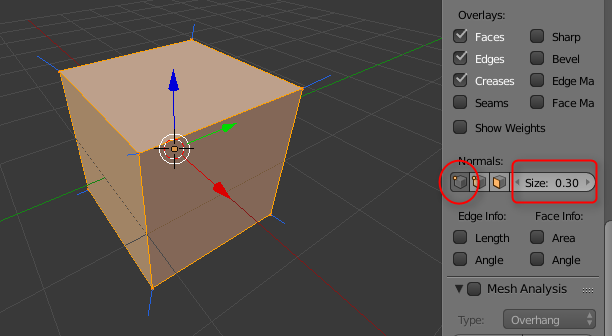 Overlays:
Faces Sharp
Edges Bevel
Creases Edge Ma
Seams Face Ma
Show Weights
Normals:
Size: 0.30
Edge Info: Face Info:
Length Area
Angle Angle
Mesh Analysis
Type: Overhang